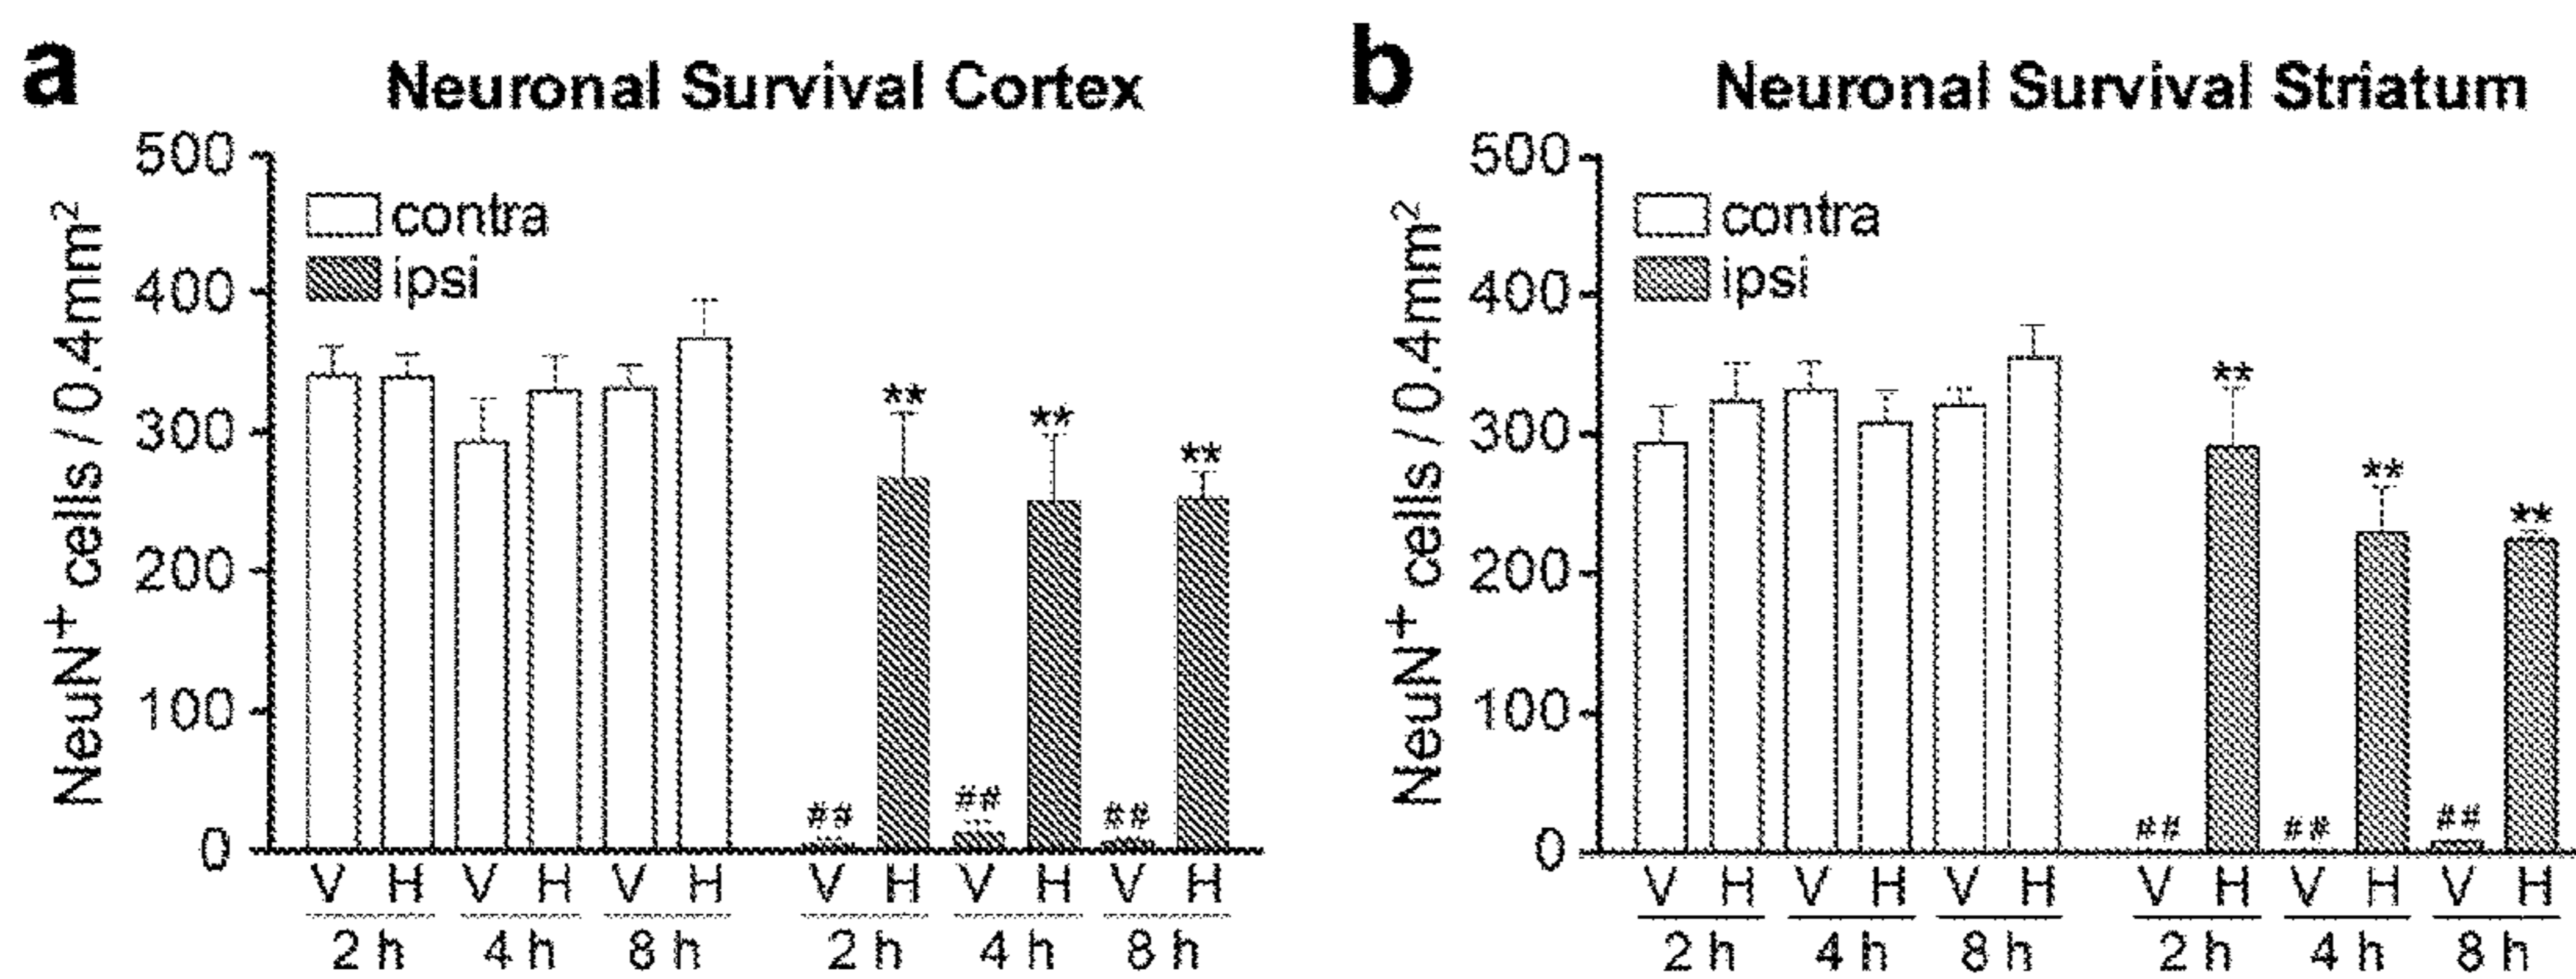 a
Neuronal Survival Cortex
NeuN⁺ cells / 0.4mm²
500
400
300
200
100
0
contra
ipsi
** ** **
## ## ##
V H V H V H V H V H V H
2 h 4 h 8 h 2 h 4 h 8 h
b
Neuronal Survival Striatum
NeuN⁺ cells / 0.4mm²
500
400
300
200
100
0
contra
ipsi
** ** **
## ## ##
V H V H V H V H V H V H
2 h 4 h 8 h 2 h 4 h 8 h